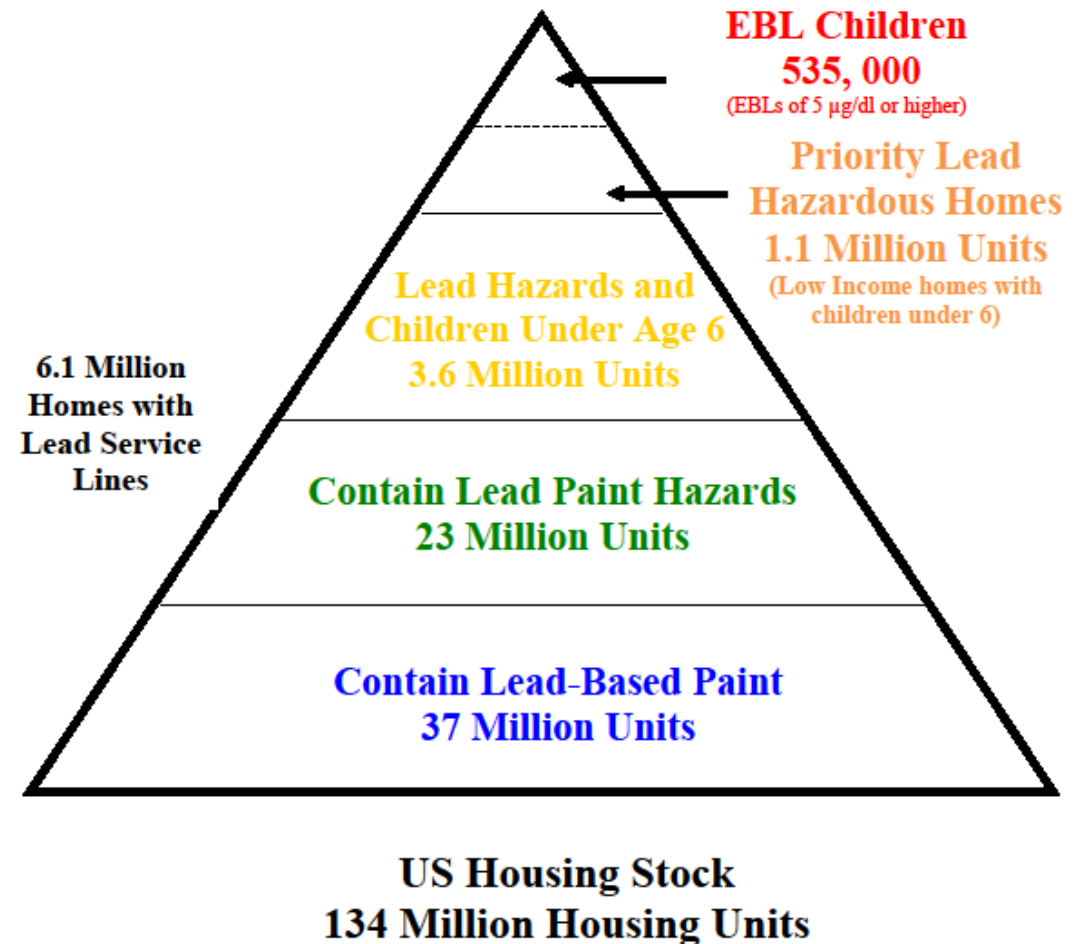 EBL Children
535, 000
(EBLs of 5 µg/dl or higher)
Priority Lead
Hazardous Homes
1.1 Million Units
(Low Income homes with
children under 6)
Lead Hazards and
Children Under Age 6
3.6 Million Units
6.1 Million
Homes with
Lead Service
Lines
Contain Lead Paint Hazards
23 Million Units
Contain Lead-Based Paint
37 Million Units
US Housing Stock
134 Million Housing Units